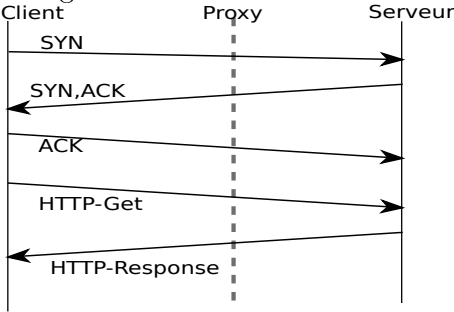 Client Proxy Serveur
SYN
SYN,ACK
ACK
HTTP-Get
HTTP-Response